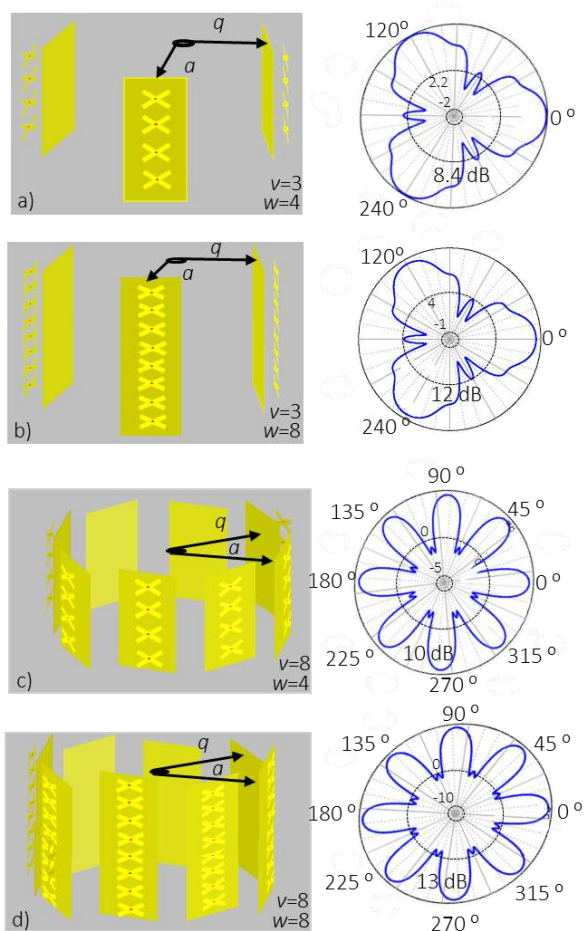 q
a
v=3
w=4
a)
120 º
2.2
-2
0 º
8.4 dB
240 º
q
a
v=3
w=8
b)
120 º
4
-1
0 º
12 dB
240 º
q
a
v=8
w=4
c)
90 º
135 º
45 º
0
-5
180 º
0 º
10 dB
225 º
315 º
270 º
q
a
v=8
w=8
d)
90 º
135 º
45 º
0
-10
180 º
0 º
13 dB
225 º
315 º
270 º